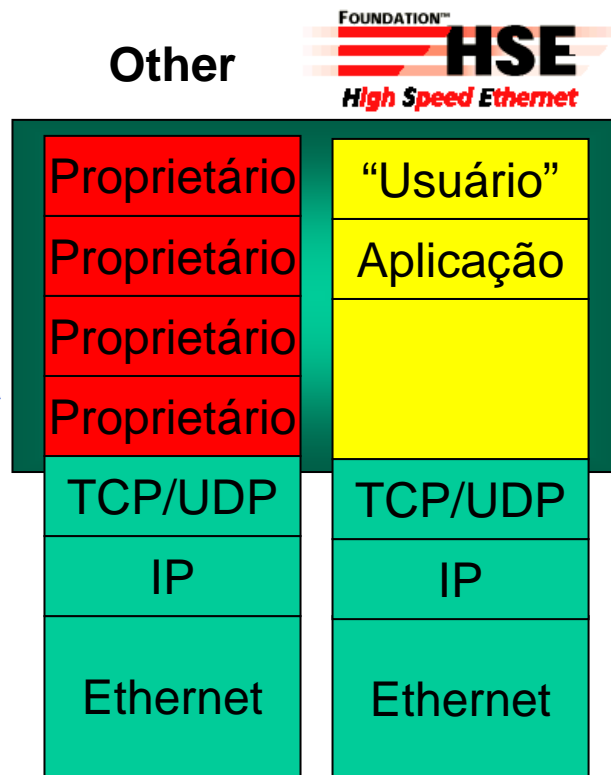 Other
FOUNDATION™
HSE
High Speed Ethernet
Proprietário
Proprietário
Proprietário
Proprietário
TCP/UDP
IP
Ethernet
“Usuário”
Aplicação
TCP/UDP
IP
Ethernet